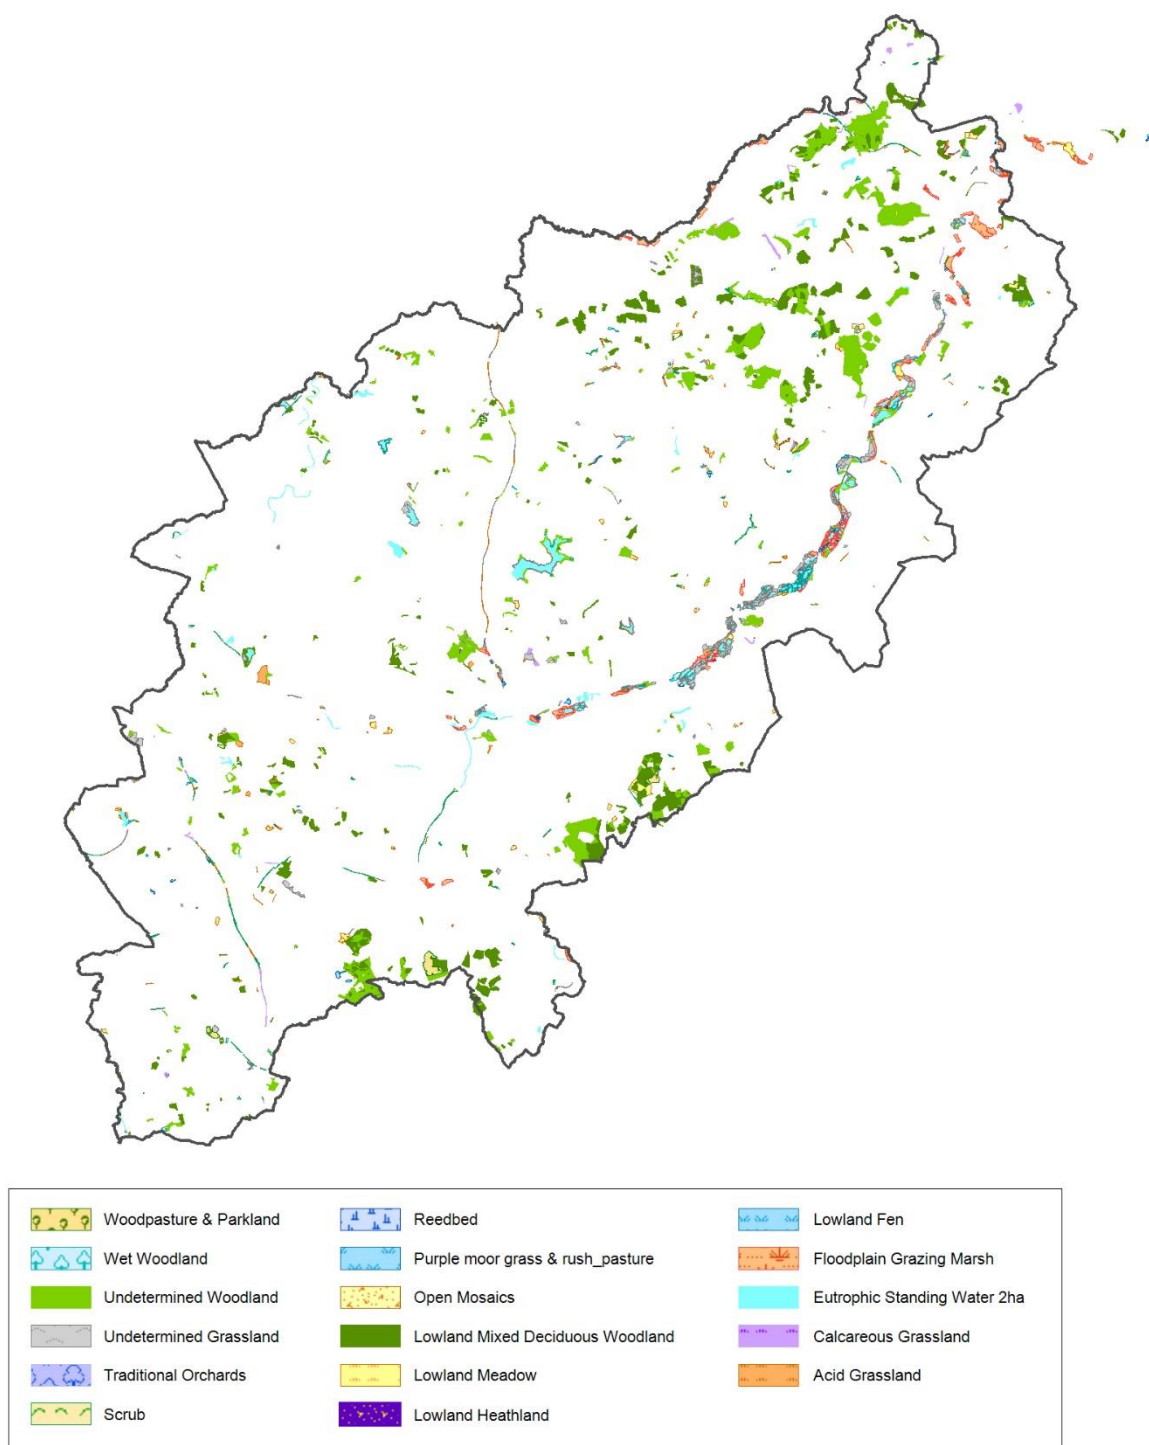 Woodpasture & Parkland
Wet Woodland
Undetermined Woodland
Undetermined Grassland
Traditional Orchards
Scrub
Reedbed
Purple moor grass & rush_pasture
Open Mosaics
Lowland Mixed Deciduous Woodland
Lowland Meadow
Lowland Heathland
Lowland Fen
Floodplain Grazing Marsh
Eutrophic Standing Water 2ha
Calcareous Grassland
Acid Grassland